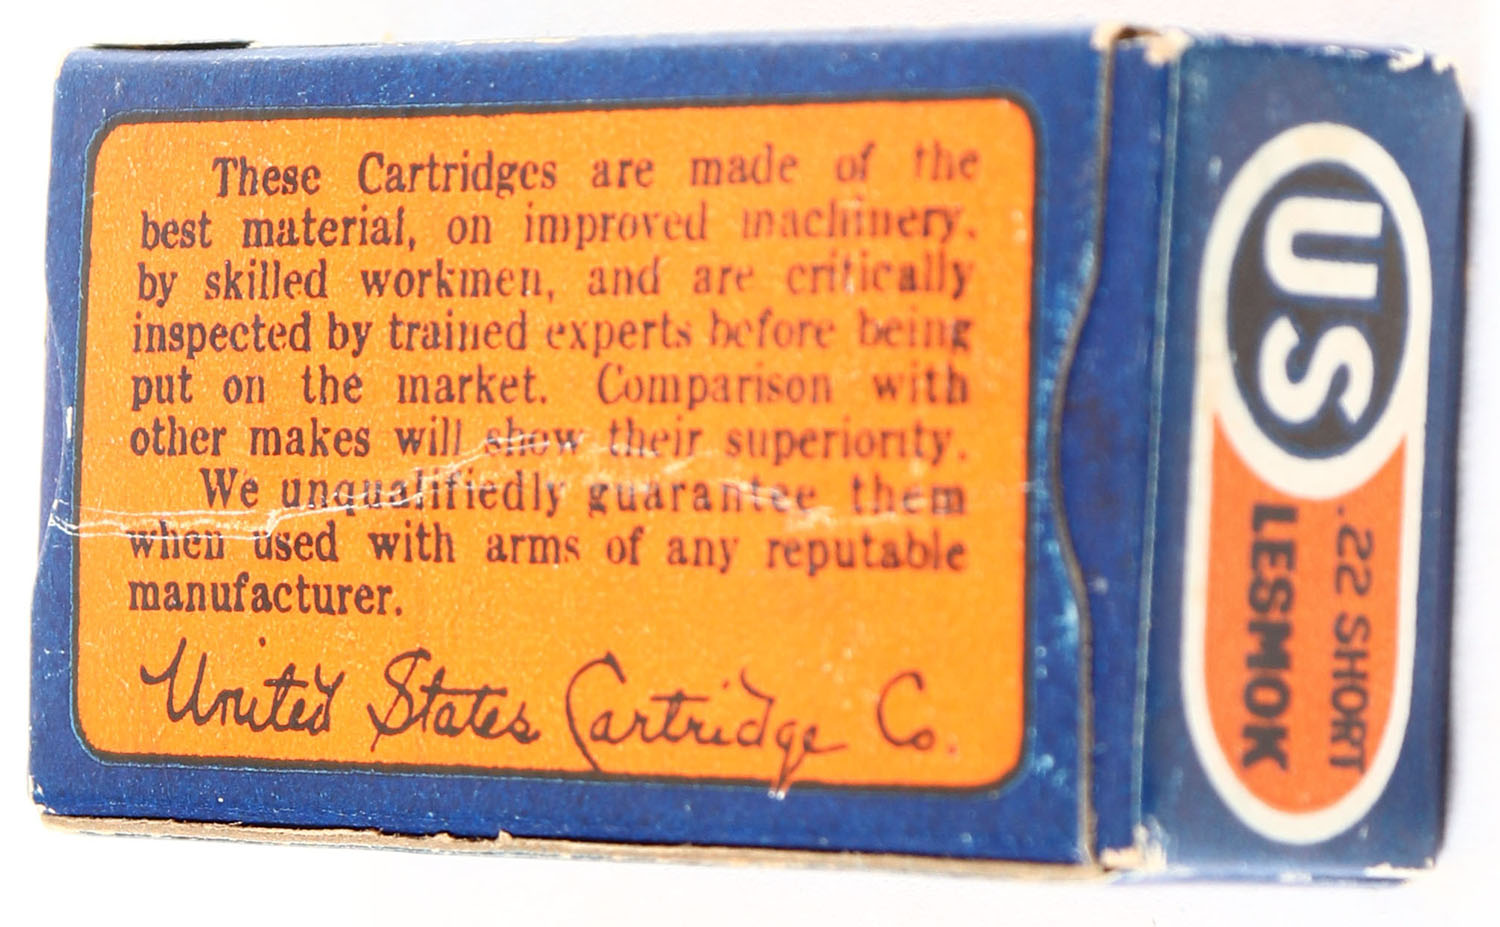 These Cartridges are made of the
best material, on improved machinery,
by skilled workmen, and are critically
inspected by trained experts before being
put on the market. Comparison with
other makes will show their superiority.
We unqualifiedly guarantee them
when used with arms of any reputable
manufacturer.
United States Cartridge Co.
US
.22 SHORT
LESMOK